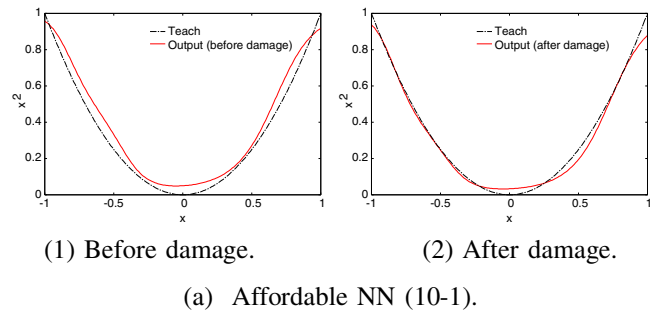 1
0.8
0.6
0.4
0.2
0
-1
-0.5
0
0.5
1
x
x 2
Teach
Output (before damage)
1
0.8
0.6
0.4
0.2
0
-1
-0.5
0
0.5
1
x
x 2
Teach
Output (after damage)
(1) Before damage.
(2) After damage.
(a) Affordable NN (10-1).